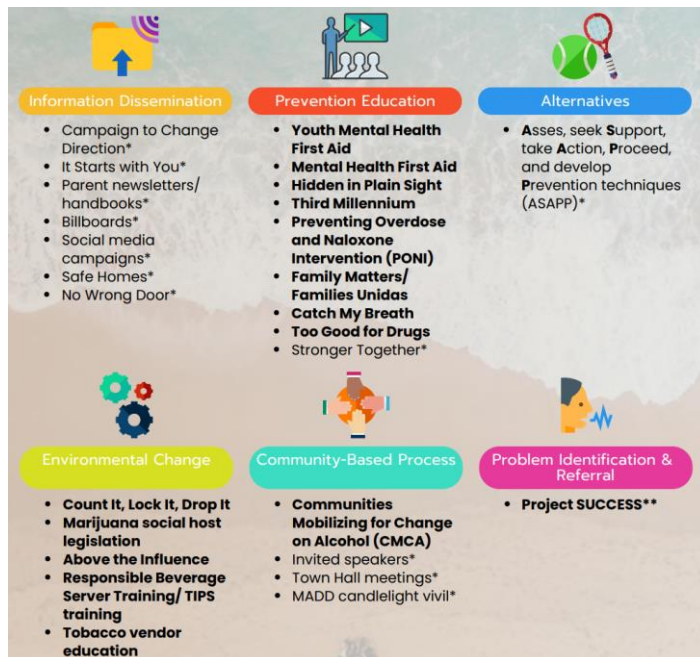 Information Dissemination
• Campaign to Change
Direction*
• It Starts with You*
• Parent newsletters/
handbooks*
• Billboards*
• Social media
campaigns*
• Safe Homes*
• No Wrong Door*
Prevention Education
• Youth Mental Health
First Aid
• Mental Health First Aid
• Hidden in Plain Sight
• Third Millennium
• Preventing Overdose
and Naloxone
Intervention (PONI)
• Family Matters/
Families Unidas
• Catch My Breath
• Too Good for Drugs
• Stronger Together*
Alternatives
• Asses, seek Support,
take Action, Proceed,
and develop
Prevention techniques
(ASAPP)*
Environmental Change
• Count It, Lock It, Drop It
• Marijuana social host
legislation
• Above the Influence
• Responsible Beverage
Server Training/ TIPS
training
• Tobacco vendor
education
Community-Based Process
• Communities
Mobilizing for Change
on Alcohol (CMCA)
• Invited speakers*
• Town Hall meetings*
• MADD candlelight vivil*
Problem Identification &
Referral
• Project SUCCESS**